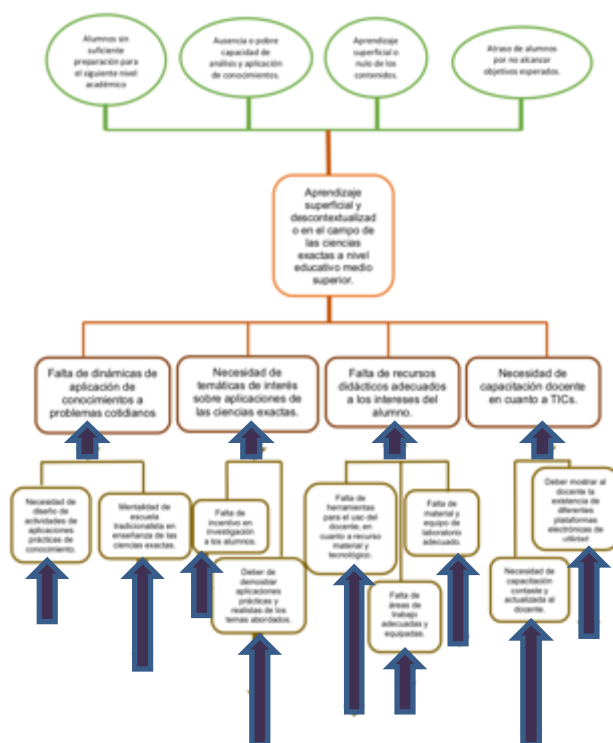 Alumnos sin
suficiente
preparación para
el siguiente nivel
académico
Ausencia o pobre
capacidad de
análisis y aplicación
de conocimientos.
Aprendizaje
superficial o
nulo de los
contenidos.
Atraso de alumnos
por no alcanzar
objetivos esperados.
Aprendizaje
superficial y
descontextualizad
o en el campo de
las ciencias
exactas a nivel
educativo medio
superior.
Falta de dinámicas de
aplicación de
conocimientos a
problemas cotidianos
Necesidad de
temáticas de interés
sobre aplicaciones de
las ciencias exactas.
Falta de recursos
didácticos adecuados
a los intereses del
alumno.
Necesidad de
capacitación docente
en cuanto a TICs.
Necesidad de
diseño de
actividades de
aplicaciones
prácticas de
conocimiento.
Mentalidad de
escuela
tradicionalista en
enseñanza de las
ciencias exactas.
Falta de
incentivo en
investigación
a los alumnos.
Deber de
demostrar
aplicaciones
prácticas y
realistas de los
temas abordados.
Falta de
herramientas
para el uso del
docente, en
cuanto a recurso
material y
tecnológico.
Falta de
áreas de
trabajo
adecuadas y
equipadas.
Falta de
material y
equipo de
laboratorio
adecuado.
Necesidad de
capacitación
contaste y
actualizada al
docente.
Deber mostrar al
docente la
existencia de
diferentes
plataformas
electrónicas de
utilidad